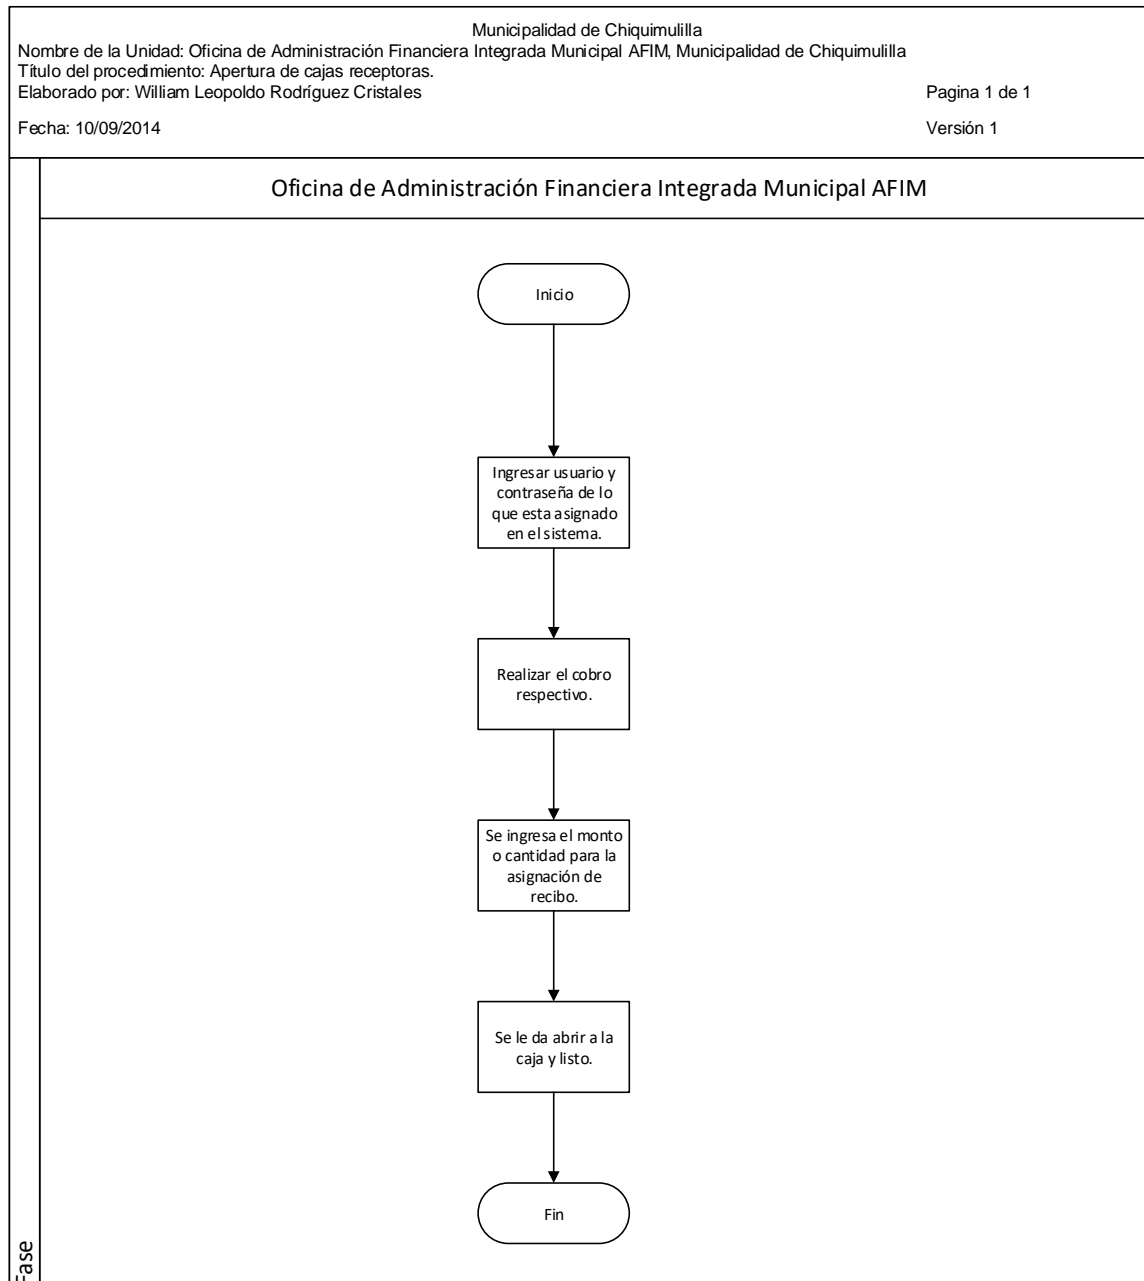 Municipalidad de Chiquimulilla
Nombre de la Unidad: Oficina de Administración Financiera Integrada Municipal AFIM, Municipalidad de Chiquimulilla
Título del procedimiento: Apertura de cajas receptoras.
Elaborado por: William Leopoldo Rodríguez Cristales
Pagina 1 de 1
Fecha: 10/09/2014
Versión 1
Oficina de Administración Financiera Integrada Municipal AFIM
Inicio
Ingresar usuario y
contraseña de lo
que esta asignado
en el sistema.
Realizar el cobro
respectivo.
Se ingresa el monto
o cantidad para la
asignación de
recibo.
Se le da abrir a la
caja y listo.
Fin
Fase